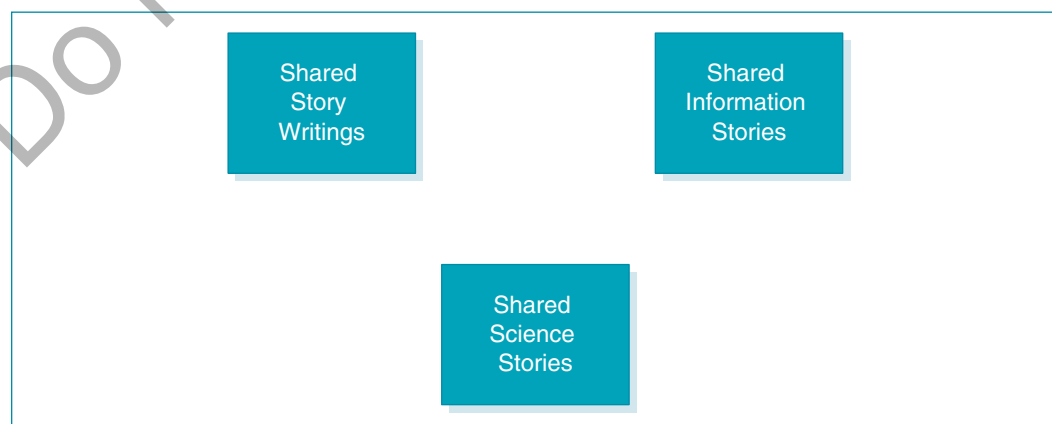 Do
Shared
Story
Writings
Shared
Information
Stories
Shared
Science
Stories